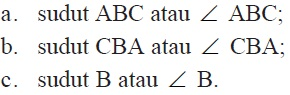 a. sudut ABC atau ∠ ABC;
b. sudut CBA atau ∠ CBA;
c. sudut B atau ∠ B.